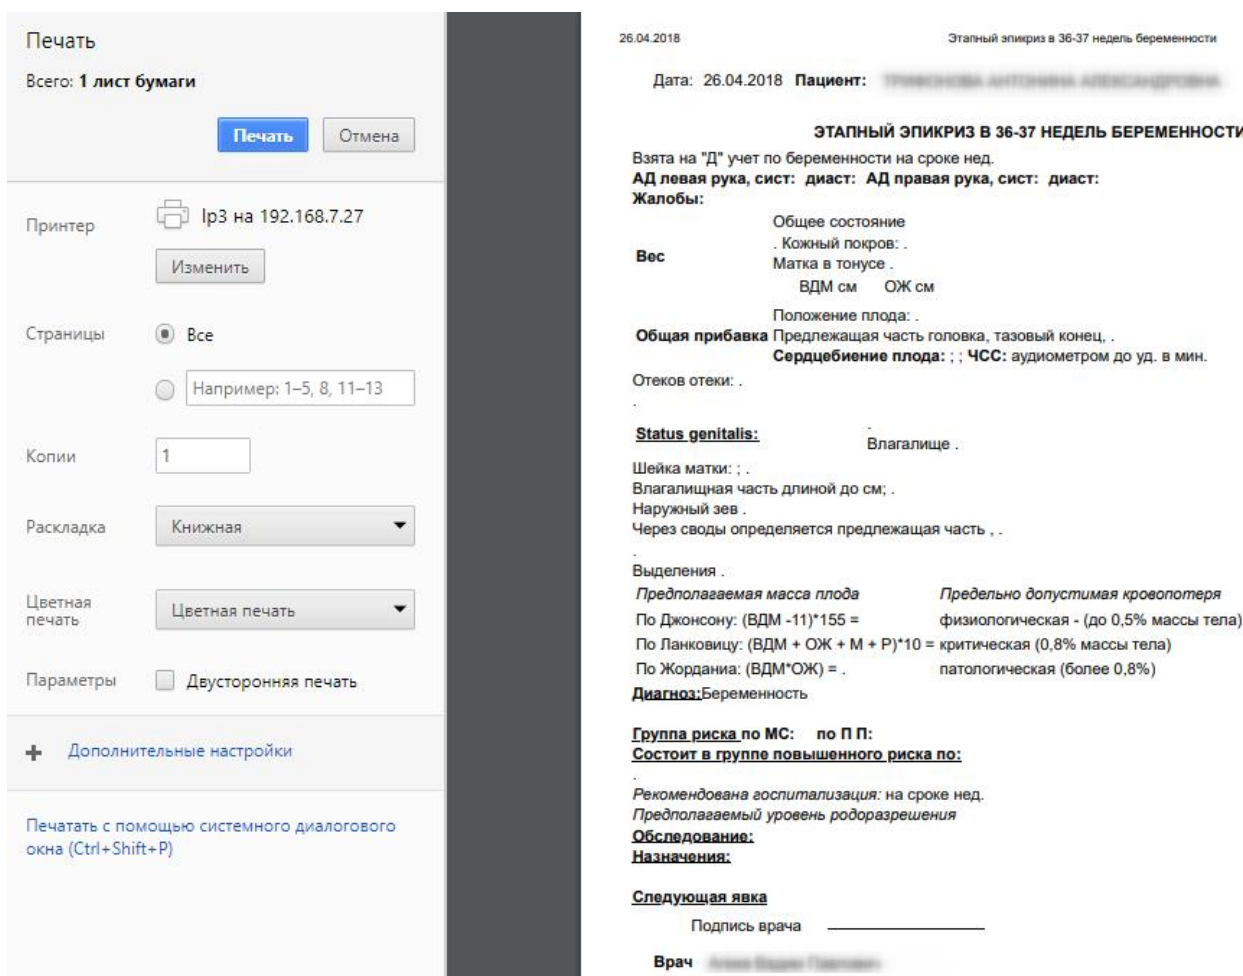 Печать
Всего: 1 лист бумаги
Печать
Отмена
Принтер
lp3 на 192.168.7.27
Изменить
Страницы
Все
Например: 1–5, 8, 11–13
Копии
1
Раскладка
Книжная
Цветная
печать
Цветная печать
Параметры
Двусторонняя печать
+ Дополнительные настройки
Печатать с помощью системного диалогового
окна (Ctrl+Shift+P)
26.04.2018 Этапный эпикриз в 36-37 недель беременности
Дата: 26.04.2018 Пациент:
ЭТАПНЫЙ ЭПИКРИЗ В 36-37 НЕДЕЛЬ БЕРЕМЕННОСТИ
Взята на "Д" учет по беременности на сроке нед.
АД левая рука, сист: диаст: АД правая рука, сист: диаст:
Жалобы:
Общее состояние
. Кожный покров: .
Вес
Матка в тонусе .
ВДМ см ОЖ см
Положение плода: .
Общая прибавка Предлежащая часть головка, тазовый конец, .
Сердцебиение плода: ; ; ЧСС: аудиометром до уд. в мин.
Отеков отеки: .
.
.
Status genitalis:
Влагалище .
Шейка матки: ; .
Влагалищная часть длиной до см; .
Наружный зев .
Через своды определяется предлежащая часть , .
.
Выделения .
Предполагаемая масса плода Предельно допустимая кровопотеря
По Джонсону: (ВДМ -11)*155 = физиологическая - (до 0,5% массы тела)
По Ланковицу: (ВДМ + ОЖ + М + Р)*10 = критическая (0,8% массы тела)
По Жорданиа: (ВДМ*ОЖ) = . патологическая (более 0,8%)
Диагноз:Беременность
Группа риска по МС: по П П:
Состоит в группе повышенного риска по:
.
Рекомендована госпитализация: на сроке нед.
Предполагаемый уровень родоразрешения
Обследование:
Назначения:
Следующая явка
Подпись врача
Врач